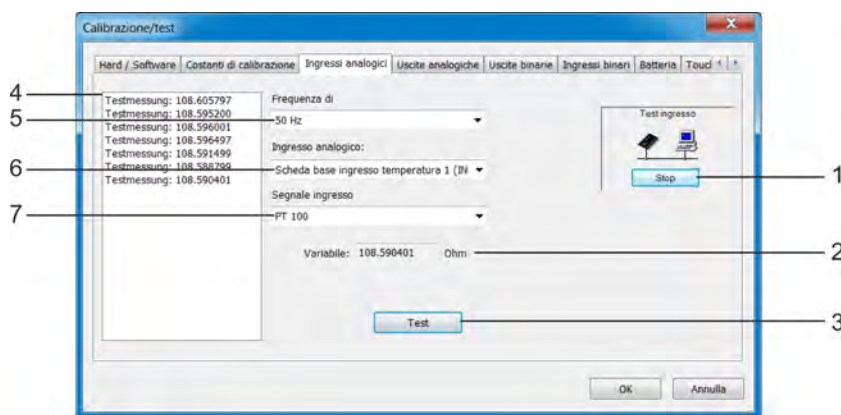 Calibrazione/test
Hard / Software Costanti di calibrazione Ingressi analogici Uscite analogiche Uscite binarie Ingressi binari Batteria Toucl
4
Testmessung: 108.605797
Testmessung: 108.595200
Testmessung: 108.596001
Testmessung: 108.596497
Testmessung: 108.591499
Testmessung: 108.588799
Testmessung: 108.590401
5
6
7
Frequenza di
50 Hz
Ingresso analogico:
Scheda base ingresso temperatura 1 (IN
Segnale ingresso
PT 100
Variabile: 108.590401 Ohm
Test
Test ingresso
Stop
1
2
3
OK Annulla